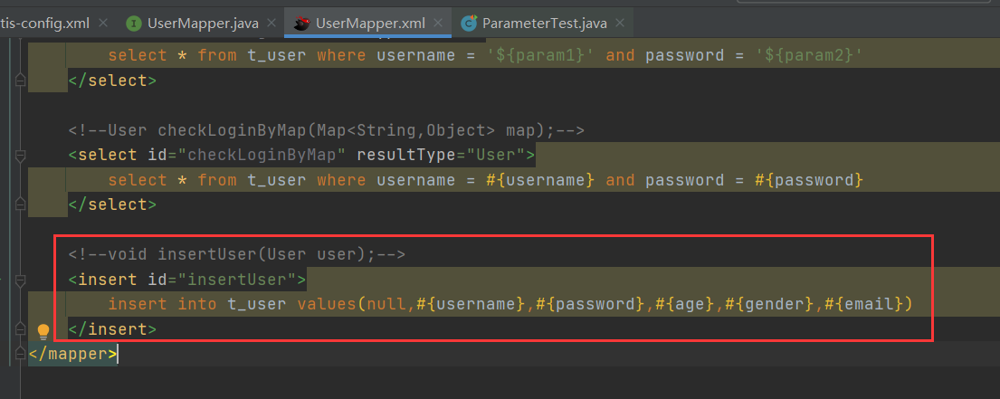 tis-config.xml UserMapper.java UserMapper.xml ParameterTest.java
select * from t_user where username = '${param1}' and password = '${param2}'
</select>
<!--User checkLoginByMap(Map<String,Object> map);-->
<select id="checkLoginByMap" resultType="User">
select * from t_user where username = #{username} and password = #{password}
</select>
<!--void insertUser(User user);-->
<insert id="insertUser">
insert into t_user values(null,#{username},#{password},#{age},#{gender},#{email})
</insert>
</mapper>